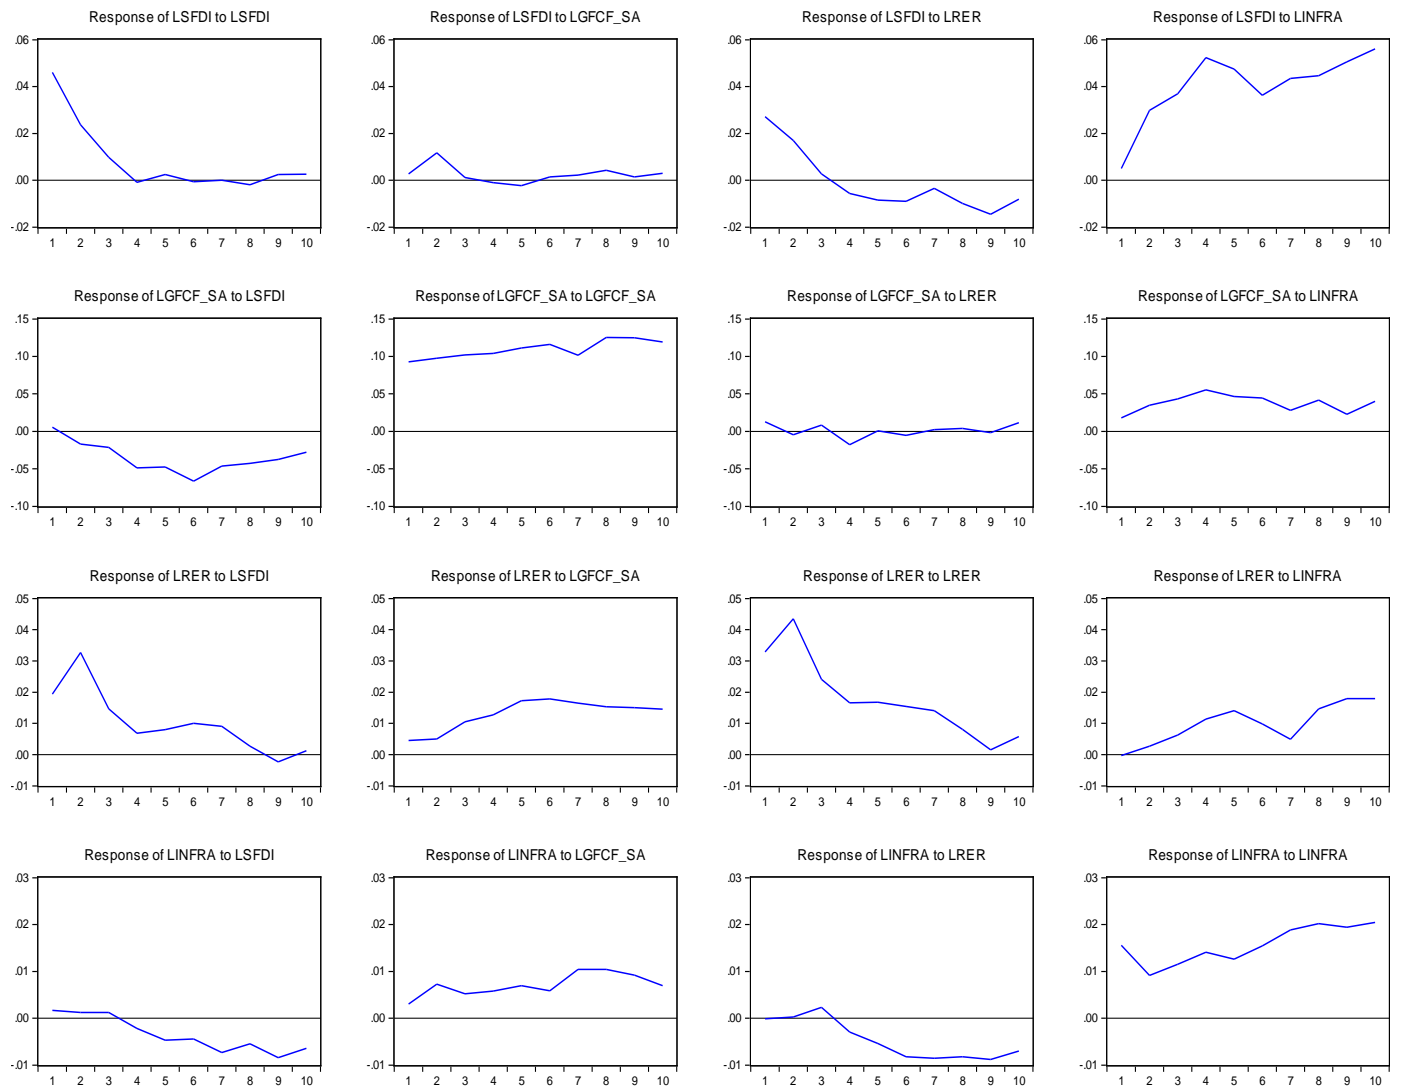 Response of LSFDI to LSFDI
Response of LSFDI to LGFCF_SA
Response of LSFDI to LRER
Response of LSFDI to LINFRA
.06 .06 .06 .06
.04 .04 .04 .04
.02 .02 .02 .02
.00 .00 .00 .00
-.02 -.02 -.02 -.02
1 2 3 4 5 6 7 8 9 10
1 2 3 4 5 6 7 8 9 10
1 2 3 4 5 6 7 8 9 10
1 2 3 4 5 6 7 8 9 10
Response of LGFCF_SA to LSFDI
Response of LGFCF_SA to LGFCF_SA
Response of LGFCF_SA to LRER
Response of LGFCF_SA to LINFRA
.15 .15 .15 .15
.10 .10 .10 .10
.05 .05 .05 .05
.00 .00 .00 .00
-.05 -.05 -.05 -.05
-.10 -.10 -.10 -.10
1 2 3 4 5 6 7 8 9 10
1 2 3 4 5 6 7 8 9 10
1 2 3 4 5 6 7 8 9 10
1 2 3 4 5 6 7 8 9 10
Response of LRER to LSFDI
Response of LRER to LGFCF_SA
Response of LRER to LRER
Response of LRER to LINFRA
.05 .05 .05 .05
.04 .04 .04 .04
.03 .03 .03 .03
.02 .02 .02 .02
.01 .01 .01 .01
.00 .00 .00 .00
-.01 -.01 -.01 -.01
1 2 3 4 5 6 7 8 9 10
1 2 3 4 5 6 7 8 9 10
1 2 3 4 5 6 7 8 9 10
1 2 3 4 5 6 7 8 9 10
Response of LINFRA to LSFDI
Response of LINFRA to LGFCF_SA
Response of LINFRA to LRER
Response of LINFRA to LINFRA
.03 .03 .03 .03
.02 .02 .02 .02
.01 .01 .01 .01
.00 .00 .00 .00
-.01 -.01 -.01 -.01
1 2 3 4 5 6 7 8 9 10
1 2 3 4 5 6 7 8 9 10
1 2 3 4 5 6 7 8 9 10
1 2 3 4 5 6 7 8 9 10